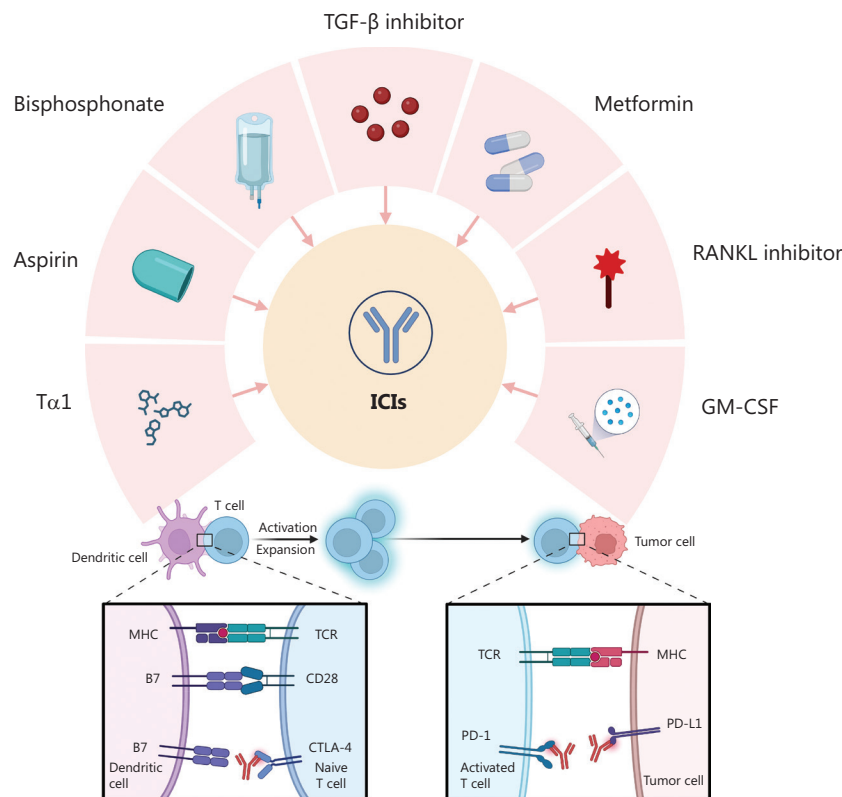 TGF-β inhibitor
Bisphosphonate
Metformin
Aspirin
RANKL inhibitor
Tα1
ICIs
GM-CSF
T cell
Activation
Expansion
Dendritic cell
Tumor cell
MHC
TCR
B7
CD28
B7
CTLA-4
Dendritic
cell
Naive
T cell
TCR
MHC
PD-1
PD-L1
Activated
T cell
Tumor cell